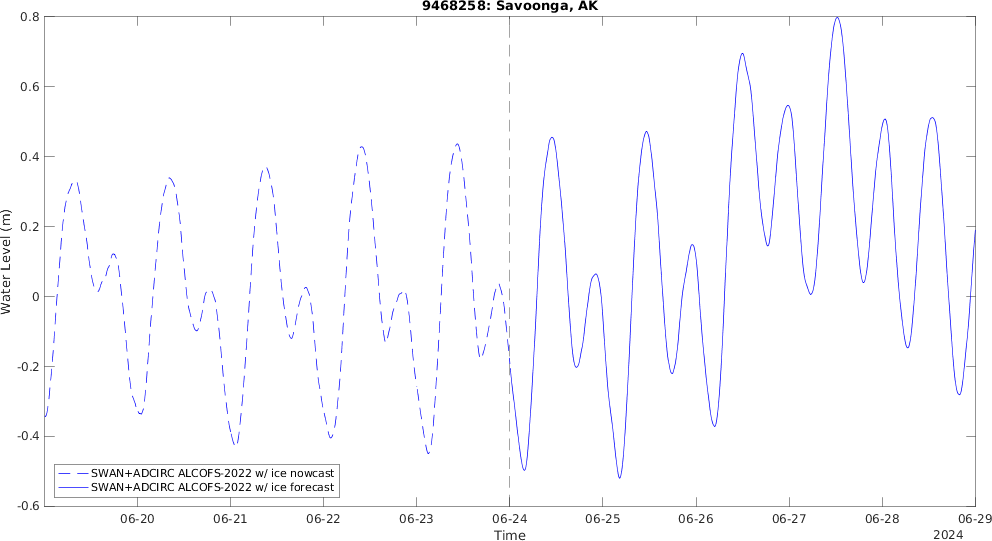 9468258: Savoonga, AK
Water Level (m)
0.8
0.6
0.4
0.2
0
-0.2
-0.4
-0.6
SWAN+ADCIRC ALCOFS-2022 w/ ice nowcast
SWAN+ADCIRC ALCOFS-2022 w/ ice forecast
06-20 06-21 06-22 06-23 06-24 06-25 06-26 06-27 06-28 06-29
Time
2024